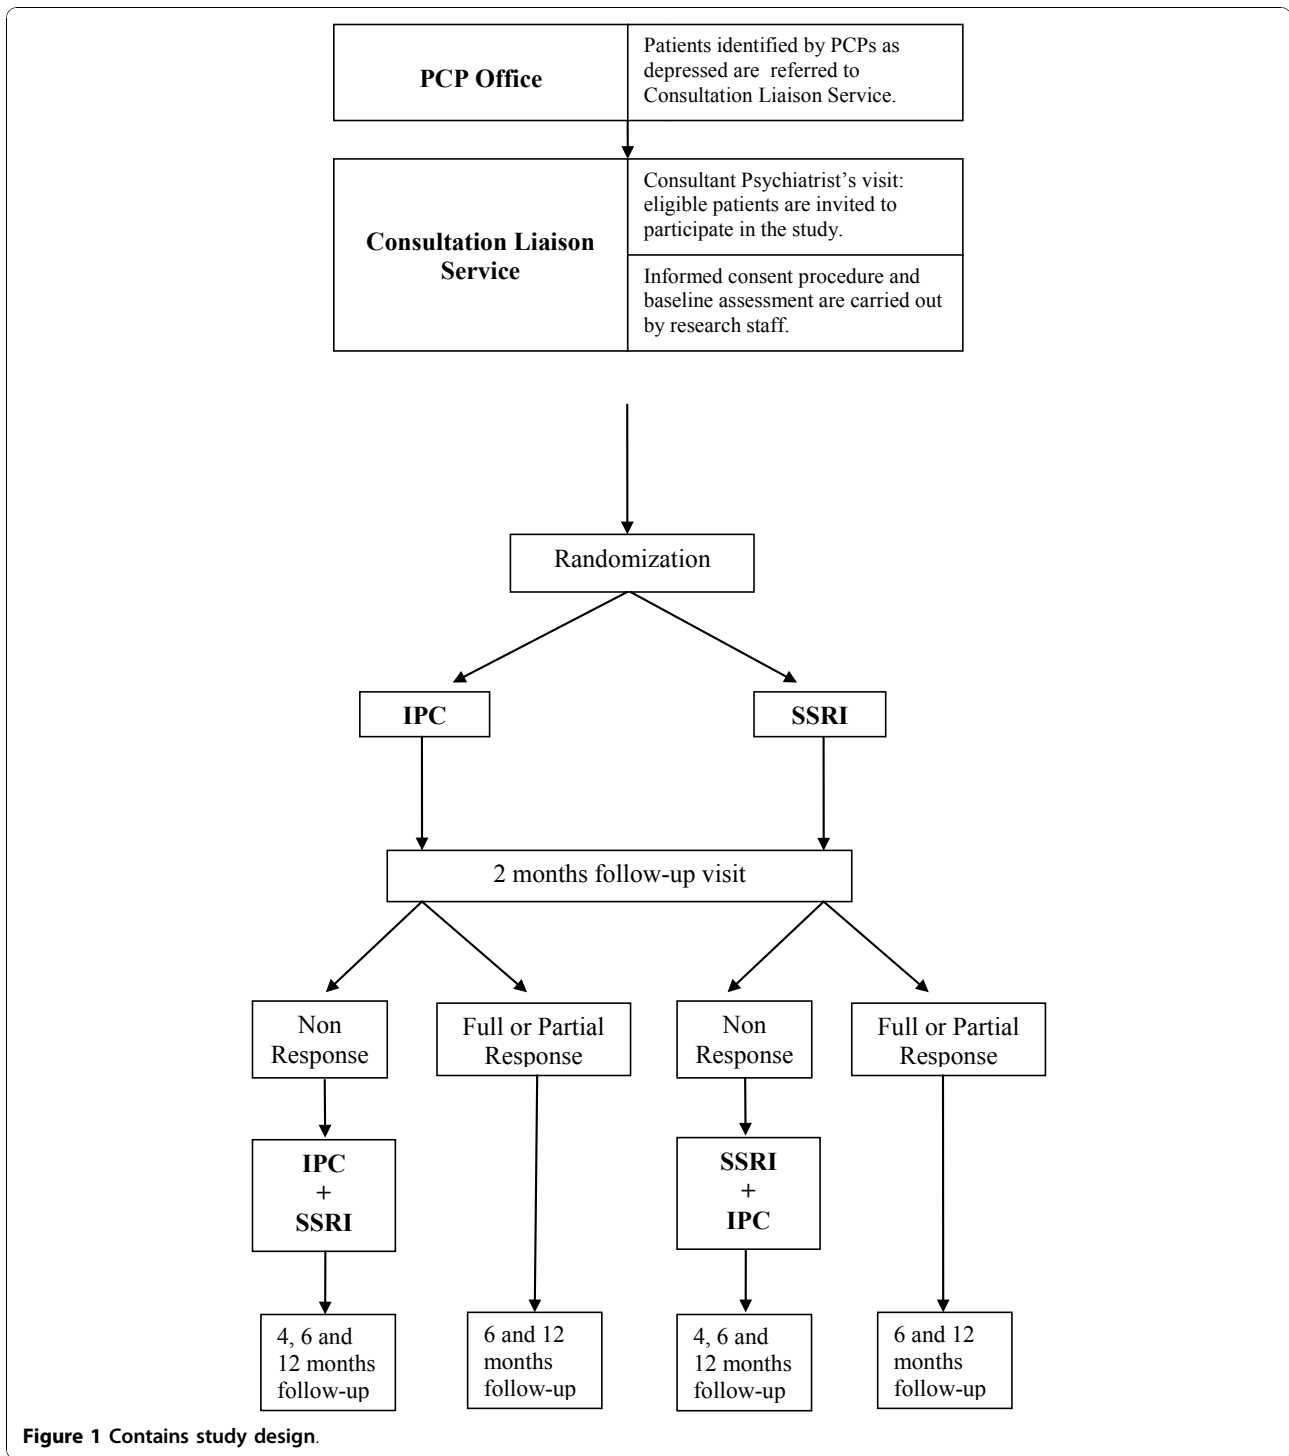 PCP Office
Patients identified by PCPs as
depressed are referred to
Consultation Liaison Service.
Consultation Liaison
Service
Consultant Psychiatrist's visit:
eligible patients are invited to
participate in the study.
Informed consent procedure and
baseline assessment are carried out
by research staff.
Randomization
IPC
SSRI
2 months follow-up visit
Non
Response
Full or Partial
Response
Non
Response
Full or Partial
Response
IPC
+
SSRI
SSRI
+
IPC
4, 6 and
12 months
follow-up
6 and 12
months
follow-up
4, 6 and
12 months
follow-up
6 and 12
months
follow-up
Figure 1 Contains study design.